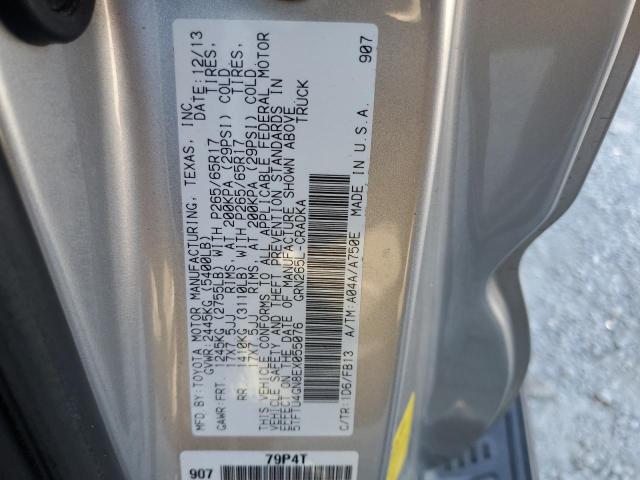 MFD.BY:TOYOTA MOTOR MANUFACTURING, TEXAS, INC DATE:12/13
GVWR:2445KG (5400LB)
GAWR:FRT 1245KG (2755LB) WITH P265/65R17 TIRES,
17X7.5JJ RIMS, AT 200KPA (29PSI) COLD
RR 1410KG (3110LB) WITH P265/65R17 TIRES,
17X7.5JJ RIMS, AT 200KPA (29PSI) COLD
THIS VEHICLE CONFORMS TO ALL APPLICABLE FEDERAL MOTOR
VEHICLE SAFETY AND THEFT PREVENTION STANDARDS IN
EFFECT ON THE DATE OF MANUFACTURE SHOWN ABOVE.
5TFTU4GN8EX055076 GRN265L-CRADKA TRUCK
C/TR:1D6/FB13 A/TM:A04A/A750E MADE IN U.S.A. 907
907 79P4T